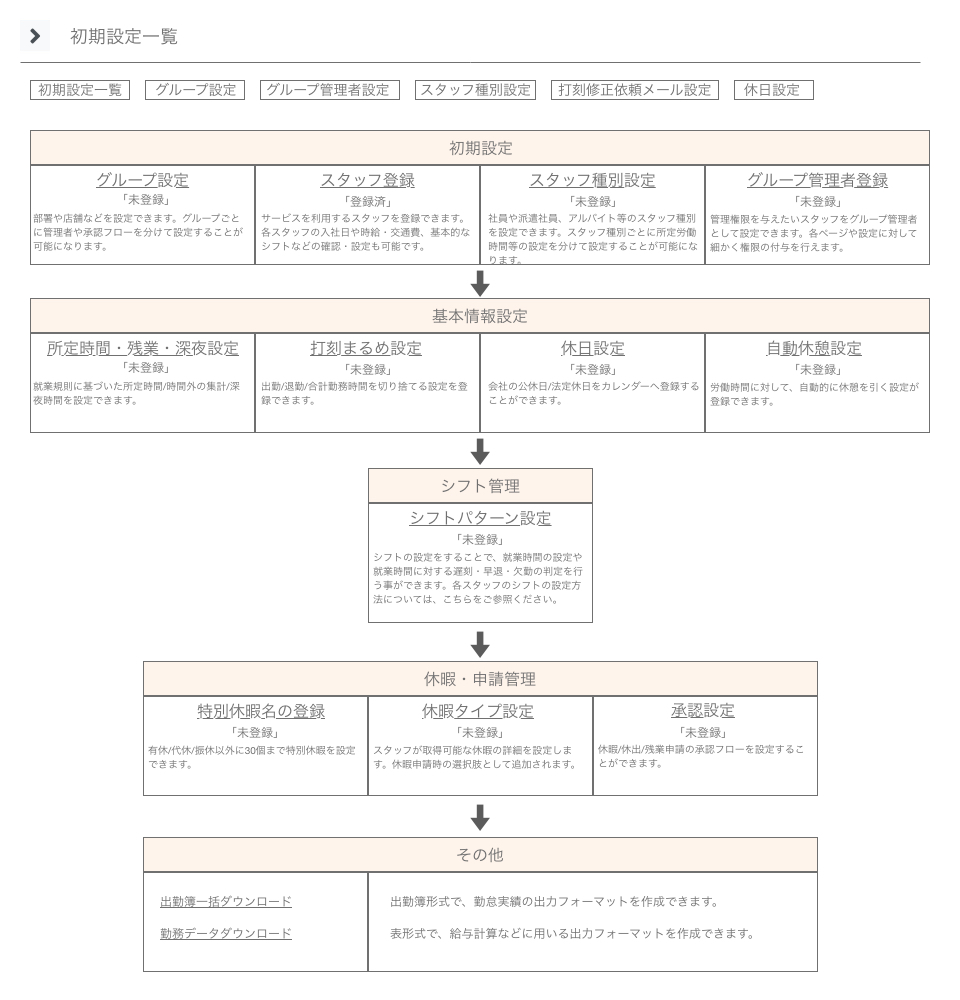 初期設定一覧
初期設定一覧 グループ設定 グループ管理者設定 スタッフ種別設定 打刻修正依頼メール設定 休日設定
初期設定
グループ設定
「未登録」
部署や店舗などを設定できます。グループごと
に管理者や承認フローを分けて設定することが
可能になります。
スタッフ登録
「登録済」
サービスを利用するスタッフを登録できます。
各スタッフの入社日や時給・交通費、基本的な
シフトなどの確認・設定も可能です。
スタッフ種別設定
「未登録」
社員や派遣社員、アルバイト等のスタッフ種別
を設定できます。スタッフ種別ごとに所定労働
時間等の設定を分けて設定することが可能にな
ります。
グループ管理者登録
「未登録」
管理権限を与えたいスタッフをグループ管理者
として設定できます。各ページや設定に対して
細かく権限の付与を行えます。
基本情報設定
所定時間・残業・深夜設定
「未登録」
就業規則に基づいた所定時間/時間外の集計/深
夜時間を設定できます。
打刻まるめ設定
「未登録」
出勤/退勤/合計勤務時間を切り捨てる設定を登
録できます。
休日設定
「未登録」
会社の公休日/法定休日をカレンダーへ登録する
ことができます。
自動休憩設定
「未登録」
労働時間に対して、自動的に休憩を引く設定が
登録できます。
シフト管理
シフトパターン設定
「未登録」
シフトの設定をすることで、就業時間の設定や
就業時間に対する遅刻・早退・欠勤の判定を行
う事ができます。各スタッフのシフトの設定方
法については、こちらをご参照ください。
休暇・申請管理
特別休暇名の登録
「未登録」
有休/代休/振休以外に30個まで特別休暇を設定
できます。
休暇タイプ設定
「未登録」
スタッフが取得可能な休暇の詳細を設定しま
す。休暇申請時の選択肢として追加されます。
承認設定
「未登録」
休暇/休出/残業申請の承認フローを設定するこ
とができます。
その他
出勤簿一括ダウンロード
出勤簿形式で、勤怠実績の出力フォーマットを作成できます。
勤務データダウンロード
表形式で、給与計算などに用いる出力フォーマットを作成できます。